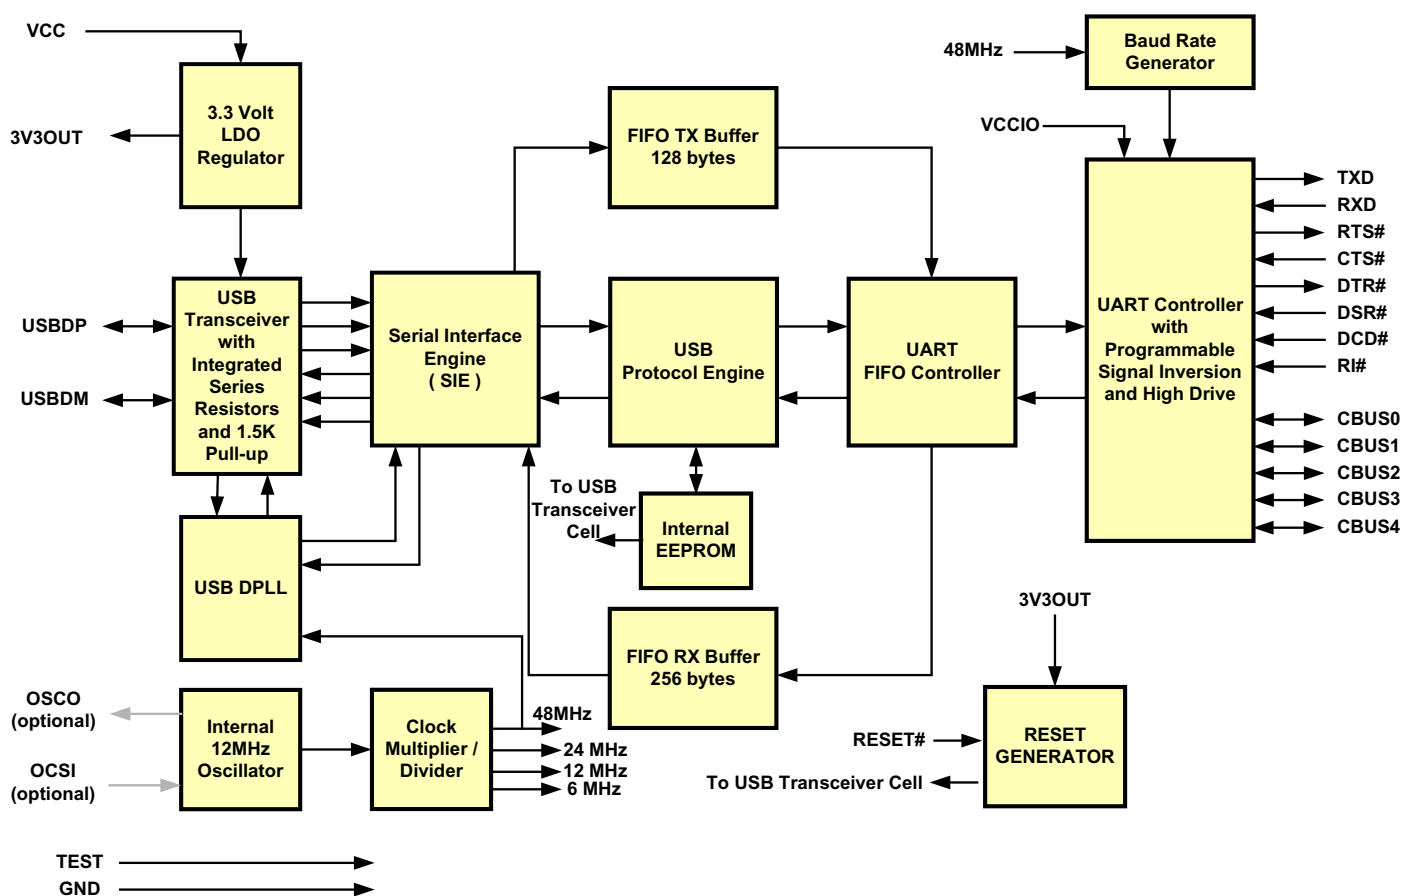 VCC
3V3OUT
3.3 Volt
LDO
Regulator
USBDP
USBDM
USB
Transceiver
with
Integrated
Series
Resistors
and 1.5K
Pull-up
USB DPLL
OSCO
(optional)
OCSI
(optional)
Internal
12MHz
Oscillator
Clock
Multiplier /
Divider
48MHz
24 MHz
12 MHz
6 MHz
TEST
GND
Serial Interface
Engine
( SIE )
FIFO TX Buffer
128 bytes
USB
Protocol Engine
To USB
Transceiver
Cell
Internal
EEPROM
FIFO RX Buffer
256 bytes
UART
FIFO Controller
48MHz
Baud Rate
Generator
VCCIO
UART Controller
with
Programmable
Signal Inversion
and High Drive
TXD
RXD
RTS#
CTS#
DTR#
DSR#
DCD#
RI#
CBUS0
CBUS1
CBUS2
CBUS3
CBUS4
3V3OUT
RESET#
To USB Transceiver Cell
RESET
GENERATOR